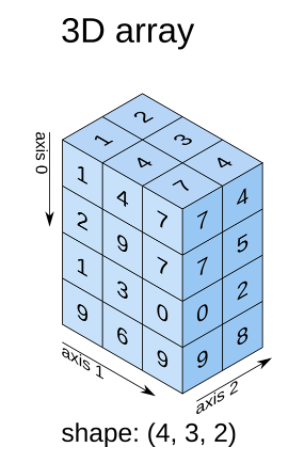 3D array
axis 0
2
1 3
4 4
7
1 4 7 7 4
2 9 7 7 5
1 3 0 0 2
9 6 9 9 8
axis 1
axis 2
shape: (4, 3, 2)